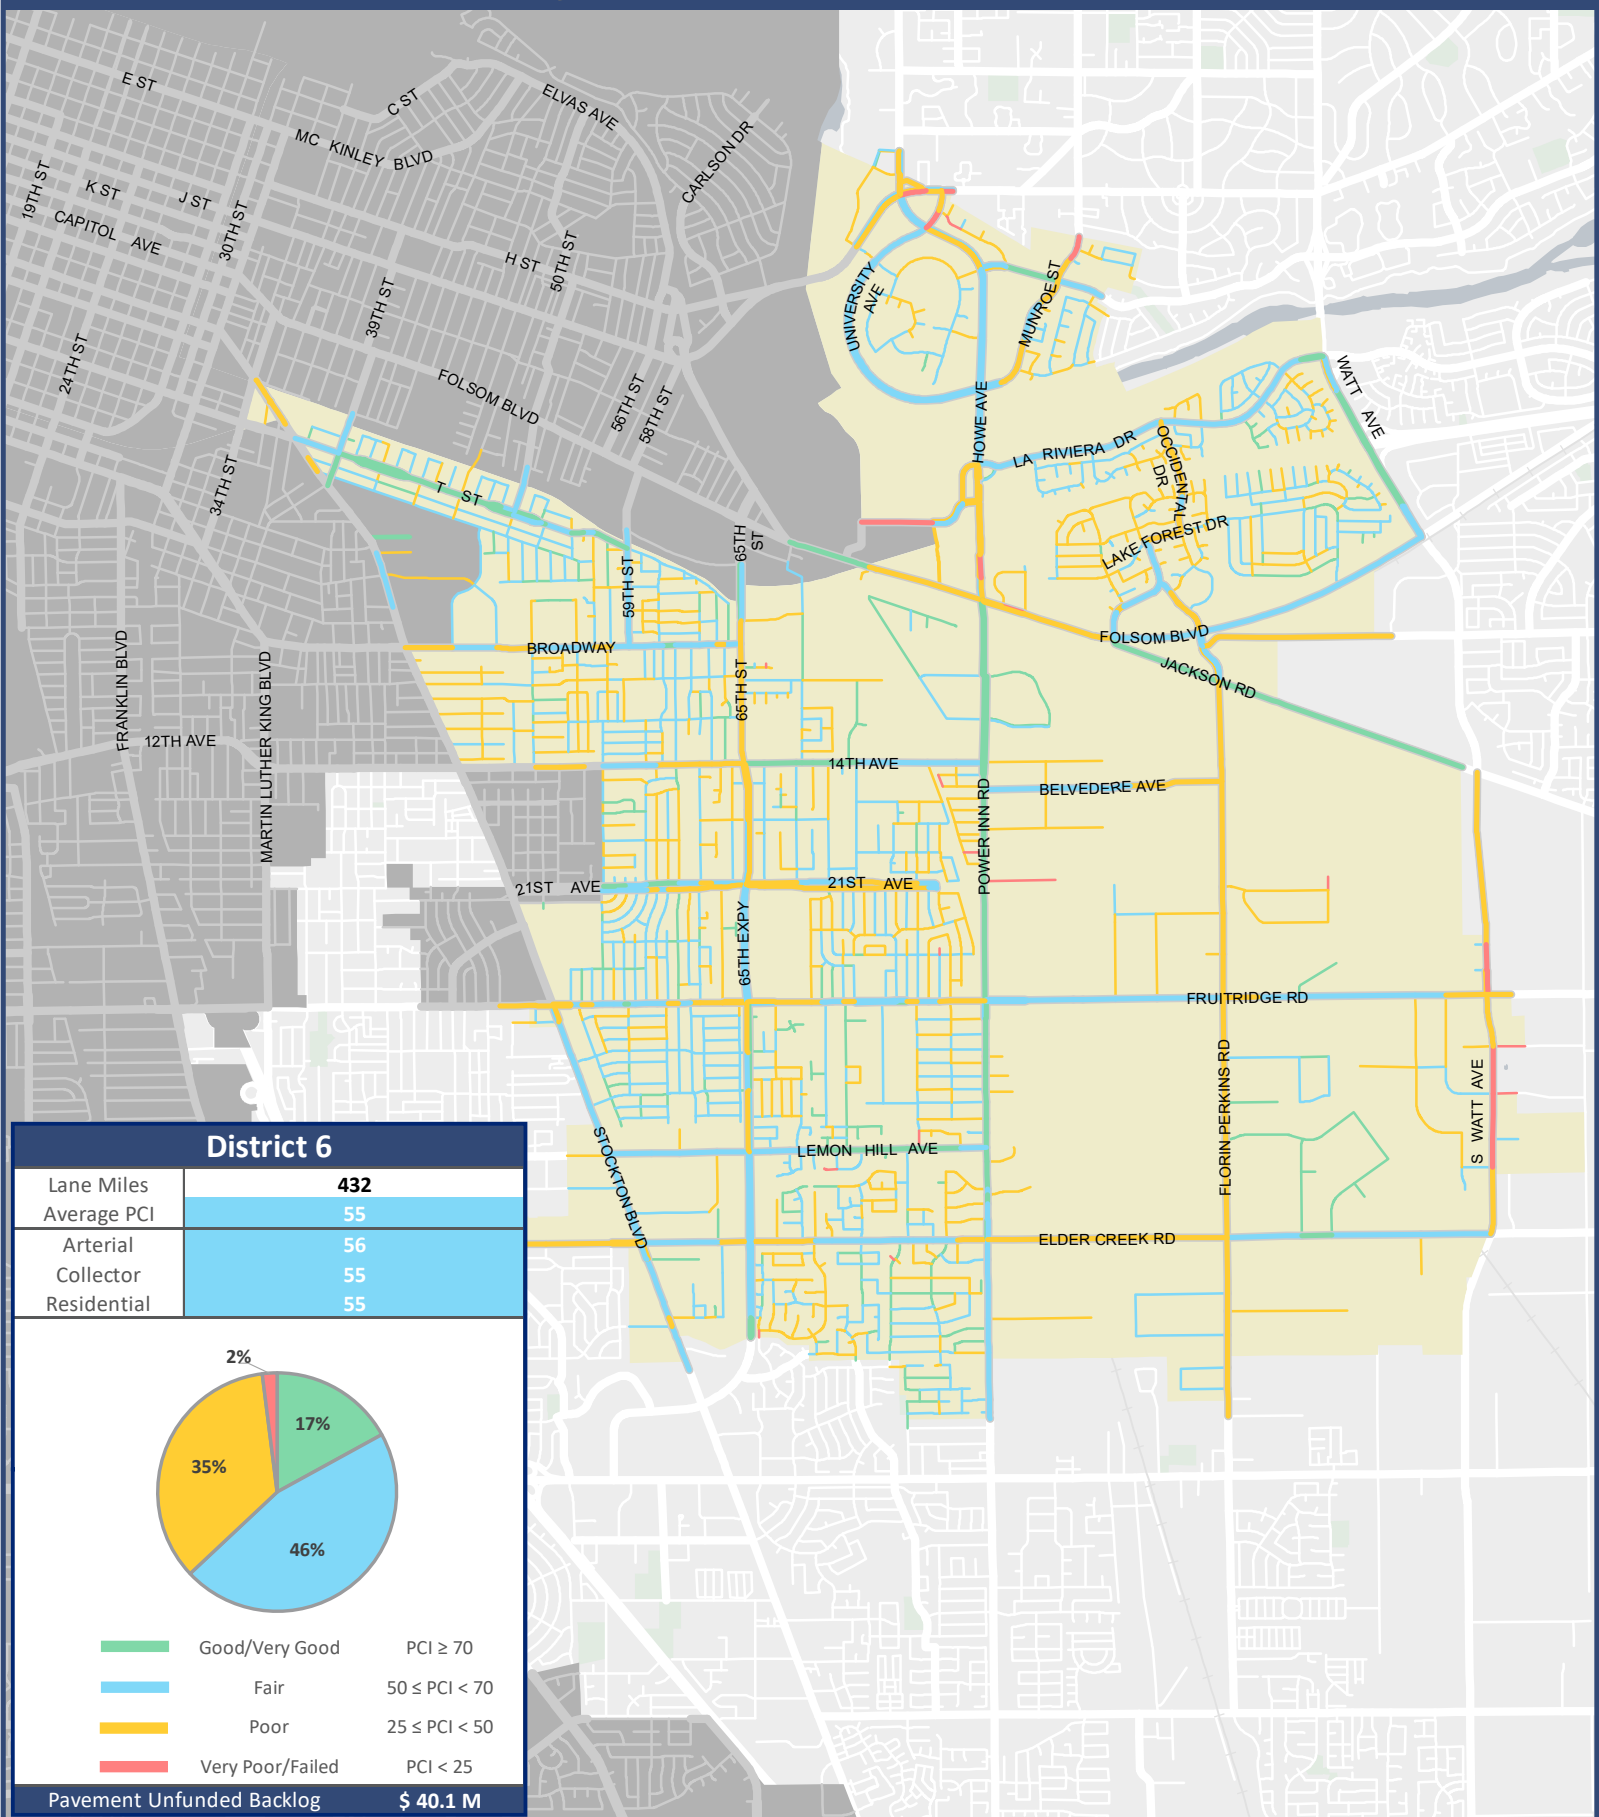 E ST
C ST
ELVAS AVE
MC KINLEY BLVD
CARLSON DR
19TH ST
K ST
J ST
CAPITOL AVE
30TH ST
H ST
50TH ST
39TH ST
24TH ST
FOLSOM BLVD
56TH ST
58TH ST
34TH ST
T ST
UNIVERSITY
AVE
MUNROE ST
HOWE AVE
WATT AVE
LA RIVIERA DR
OCCIDENTAL
DR
LAKE FOREST DR
65TH
ST
59TH ST
BROADWAY
65TH ST
FOLSOM BLVD
JACKSON RD
FRANKLIN BLVD
MARTIN LUTHER KING BLVD
12TH AVE
14TH AVE
BELVEDERE AVE
POWER INN RD
21ST AVE
21ST AVE
65TH EXPY
FRUITRIDGE RD
FLORIN PERKINS RD
S WATT AVE
STOCKTON BLVD
LEMON HILL AVE
ELDER CREEK RD
District 6
Lane Miles 432
Average PCI 55
Arterial 56
Collector 55
Residential 55
2%
17%
35%
46%
Good/Very Good PCI ≥ 70
Fair 50 ≤ PCI < 70
Poor 25 ≤ PCI < 50
Very Poor/Failed PCI < 25
Pavement Unfunded Backlog $ 40.1 M